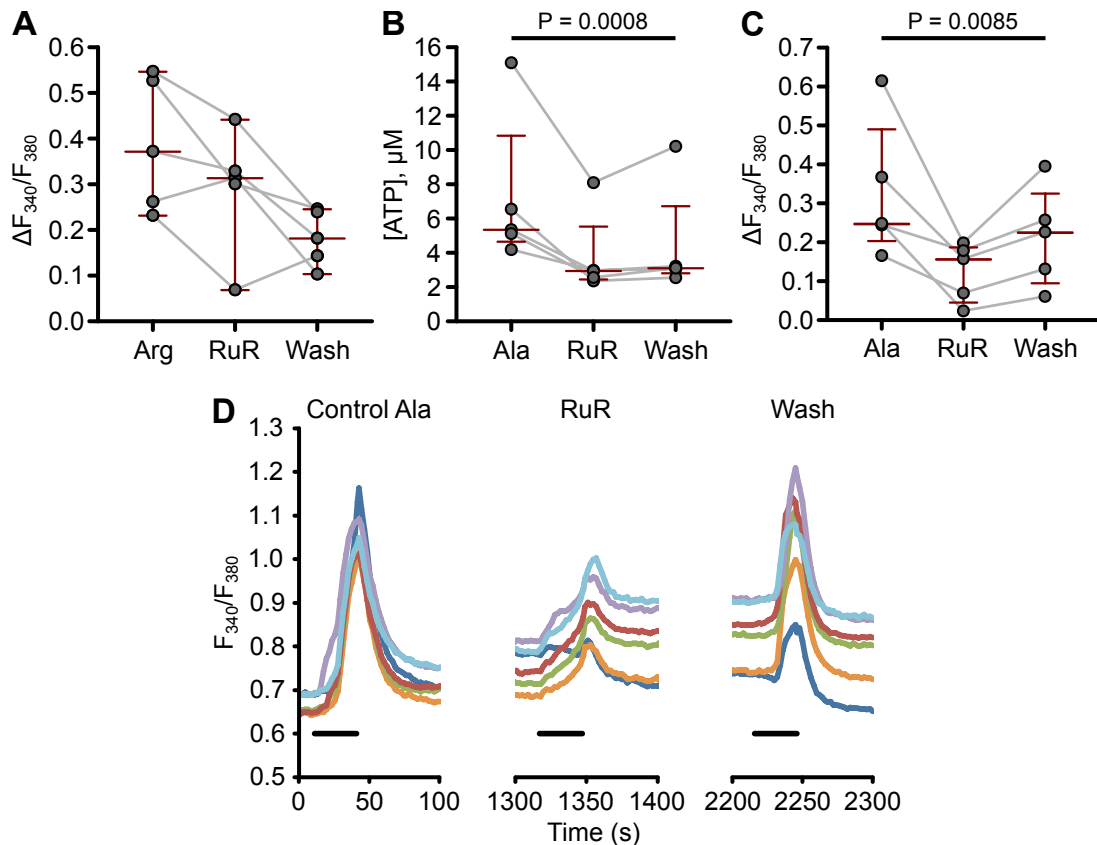 A
0.6
0.5
0.4
0.3
0.2
0.1
0.0
ΔF340/F380
Arg RuR Wash
B
P = 0.0008
16
14
12
10
8
6
4
2
0
[ATP], μM
Ala RuR Wash
C
P = 0.0085
0.7
0.6
0.5
0.4
0.3
0.2
0.1
0.0
ΔF340/F380
Ala RuR Wash
D
Control Ala RuR Wash
1.3
1.2
1.1
1.0
0.9
0.8
0.7
0.6
0.5
F340/F380
0 50 100 1300 1350 1400 2200 2250 2300
Time (s)